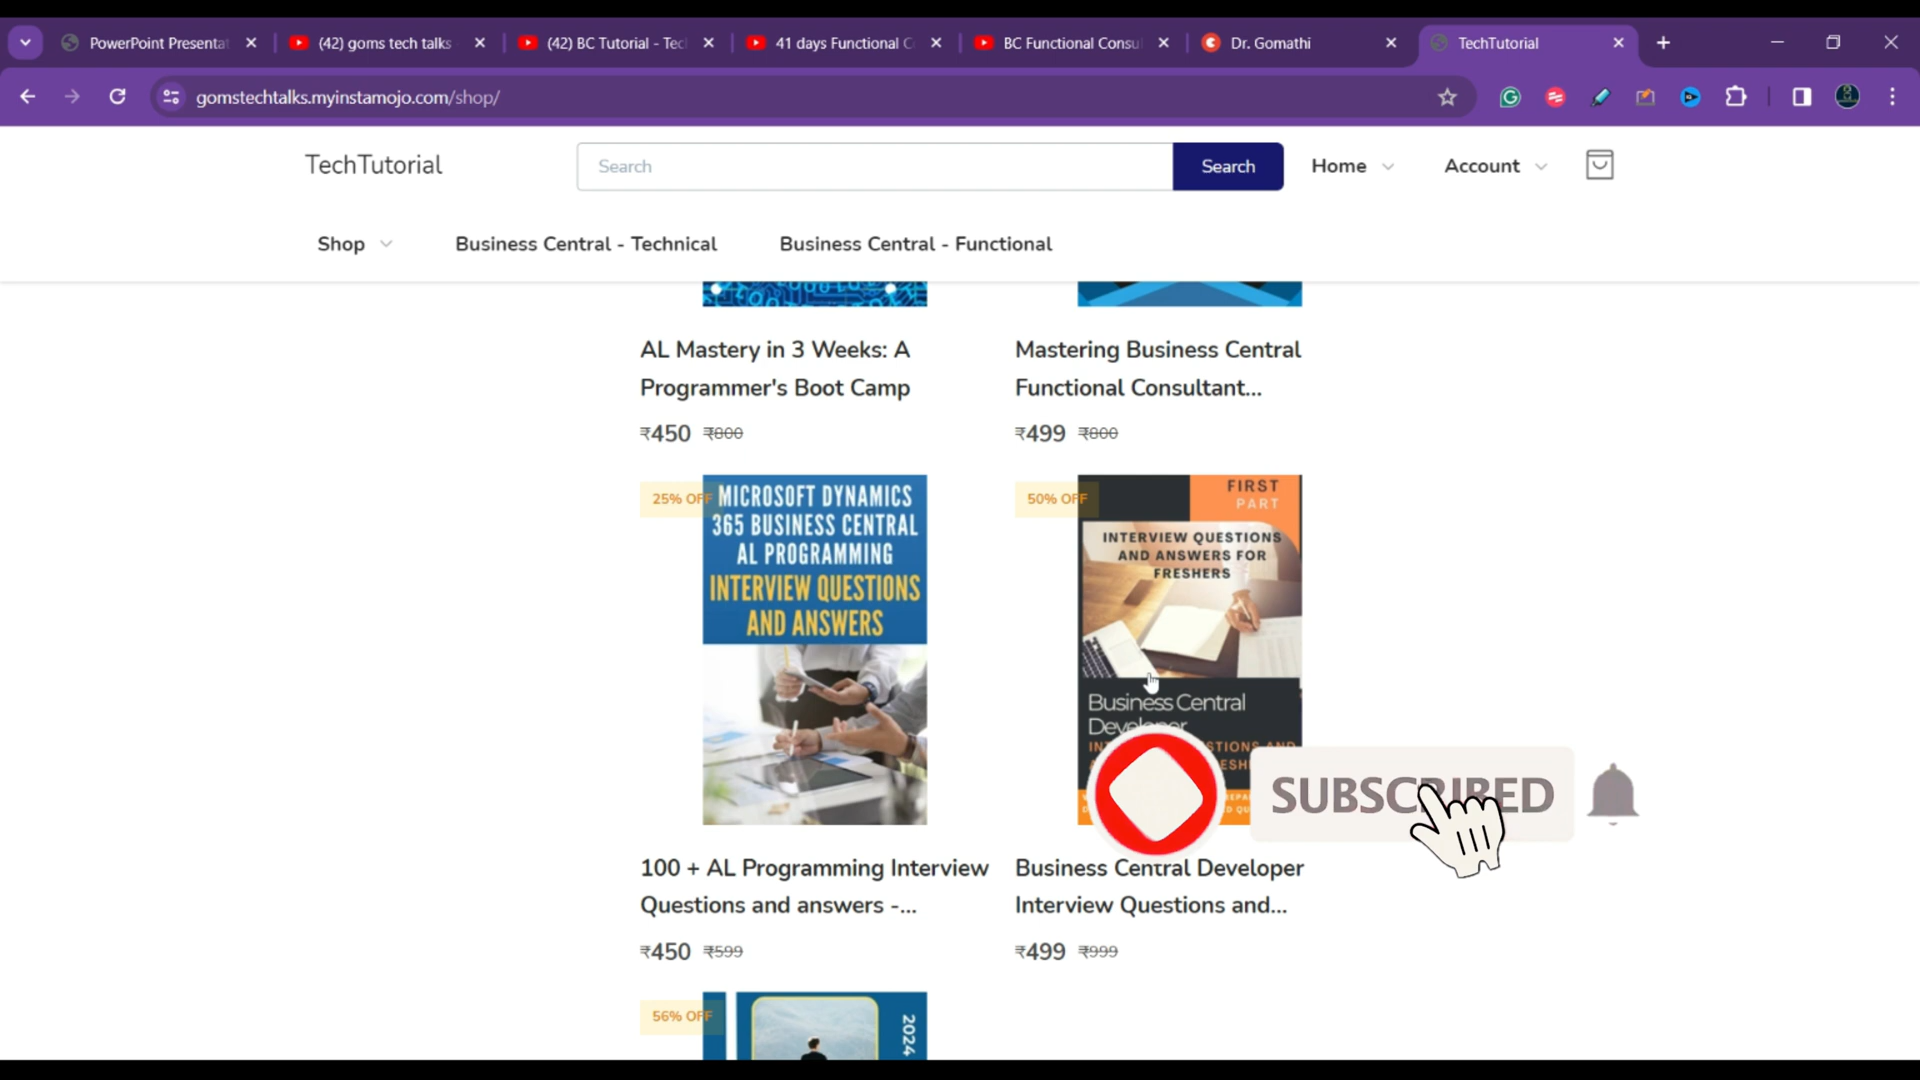 PowerPoint Presentat
(42) goms tech talks
(42) BC Tutorial - Tec
41 days Functional C
BC Functional Consu
Dr. Gomathi
TechTutorial
gomstechtalks.myinstamojo.com/shop/
TechTutorial
Search
Search
Home
Account
Shop
Business Central - Technical
Business Central - Functional
AL Mastery in 3 Weeks: A
Programmer's Boot Camp
₹450 ₹800
Mastering Business Central
Functional Consultant...
₹499 ₹800
25% OFF
MICROSOFT DYNAMICS
365 BUSINESS CENTRAL
AL PROGRAMMING
INTERVIEW QUESTIONS
AND ANSWERS
50% OFF
FIRST
PART
INTERVIEW QUESTIONS
AND ANSWERS FOR
FRESHERS
Business Central
Developer
SUBSCRIBED
100 + AL Programming Interview
Questions and answers -...
₹450 ₹599
Business Central Developer
Interview Questions and...
₹499 ₹999
56% OFF
2024